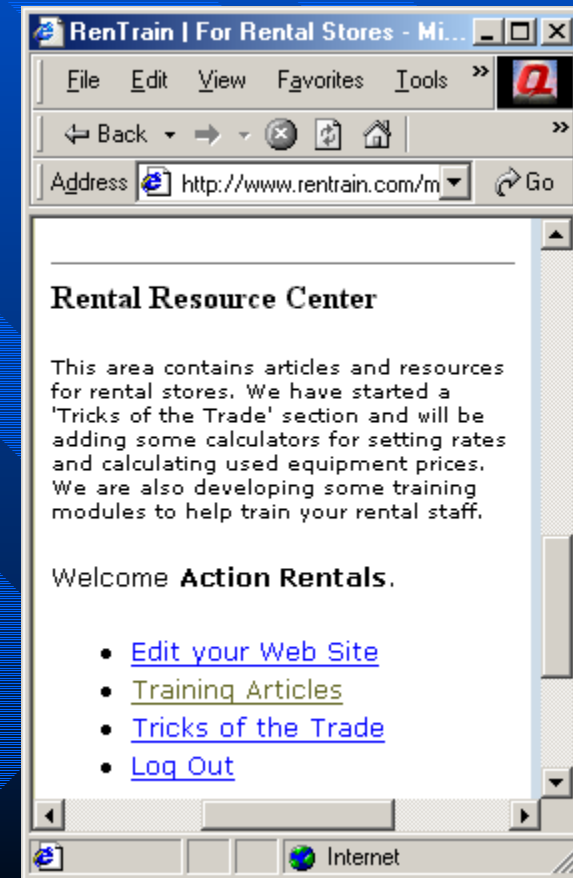 RenTrain | For Rental Stores - Mi...
File Edit View Favorites Tools »
Back »
Address http://www.rentrain.com/m Go
Rental Resource Center
This area contains articles and resources
for rental stores. We have started a
'Tricks of the Trade' section and will be
adding some calculators for setting rates
and calculating used equipment prices.
We are also developing some training
modules to help train your rental staff.
Welcome Action Rentals.
• Edit your Web Site
• Training Articles
• Tricks of the Trade
• Log Out
Internet